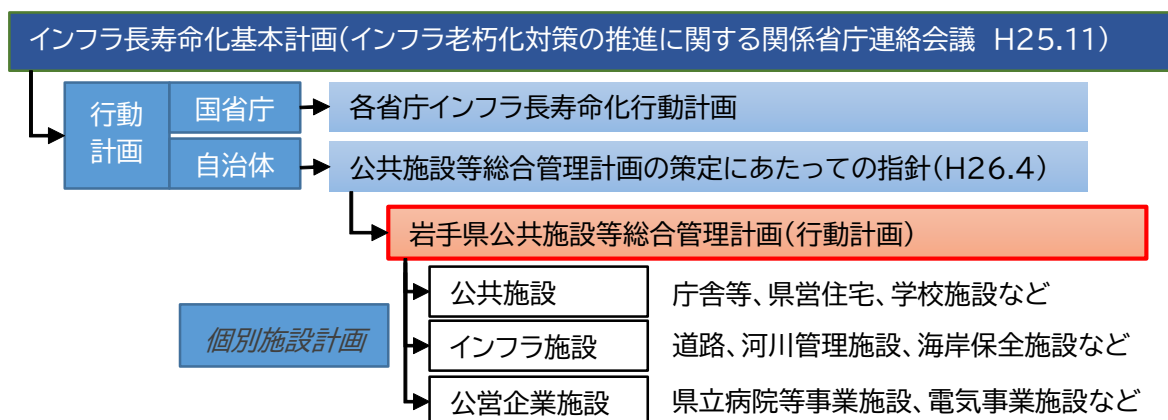 インフラ長寿命化基本計画(インフラ老朽化対策の推進に関する関係省庁連絡会議 H25.11)
行動
計画
国省庁
各省庁インフラ長寿命化行動計画
自治体
公共施設等総合管理計画の策定にあたっての指針(H26.4)
岩手県公共施設等総合管理計画(行動計画)
個別施設計画
公共施設
庁舎等、県営住宅、学校施設など
インフラ施設
道路、河川管理施設、海岸保全施設など
公営企業施設
県立病院等事業施設、電気事業施設など